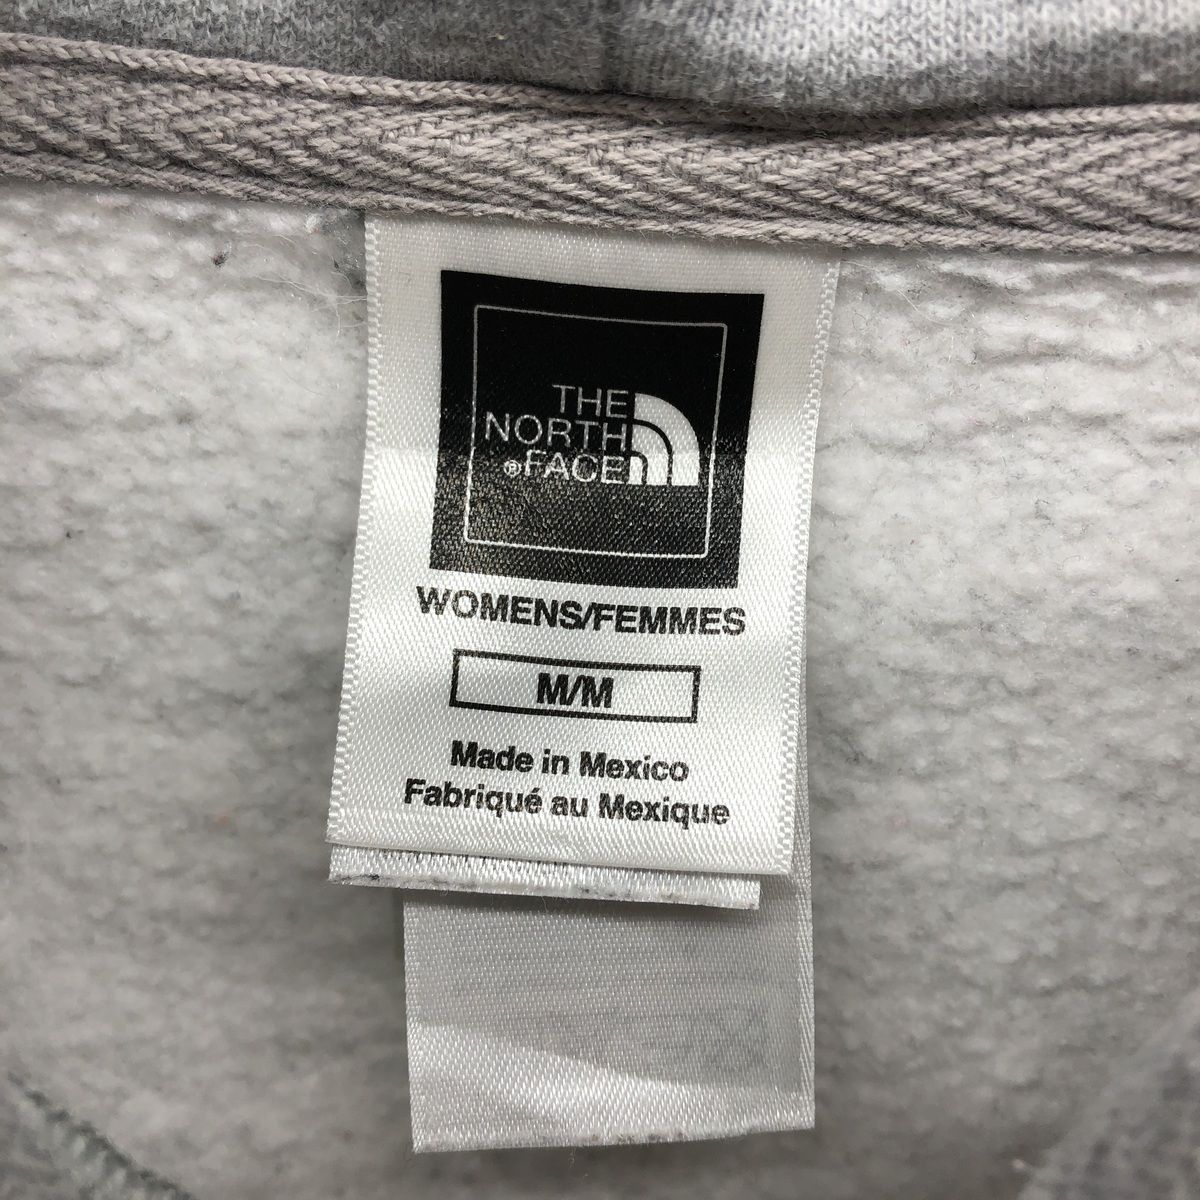 THE
NORTH
®FACE
WOMENS/FEMMES
M/M
Made in Mexico
Fabriqué au Mexique